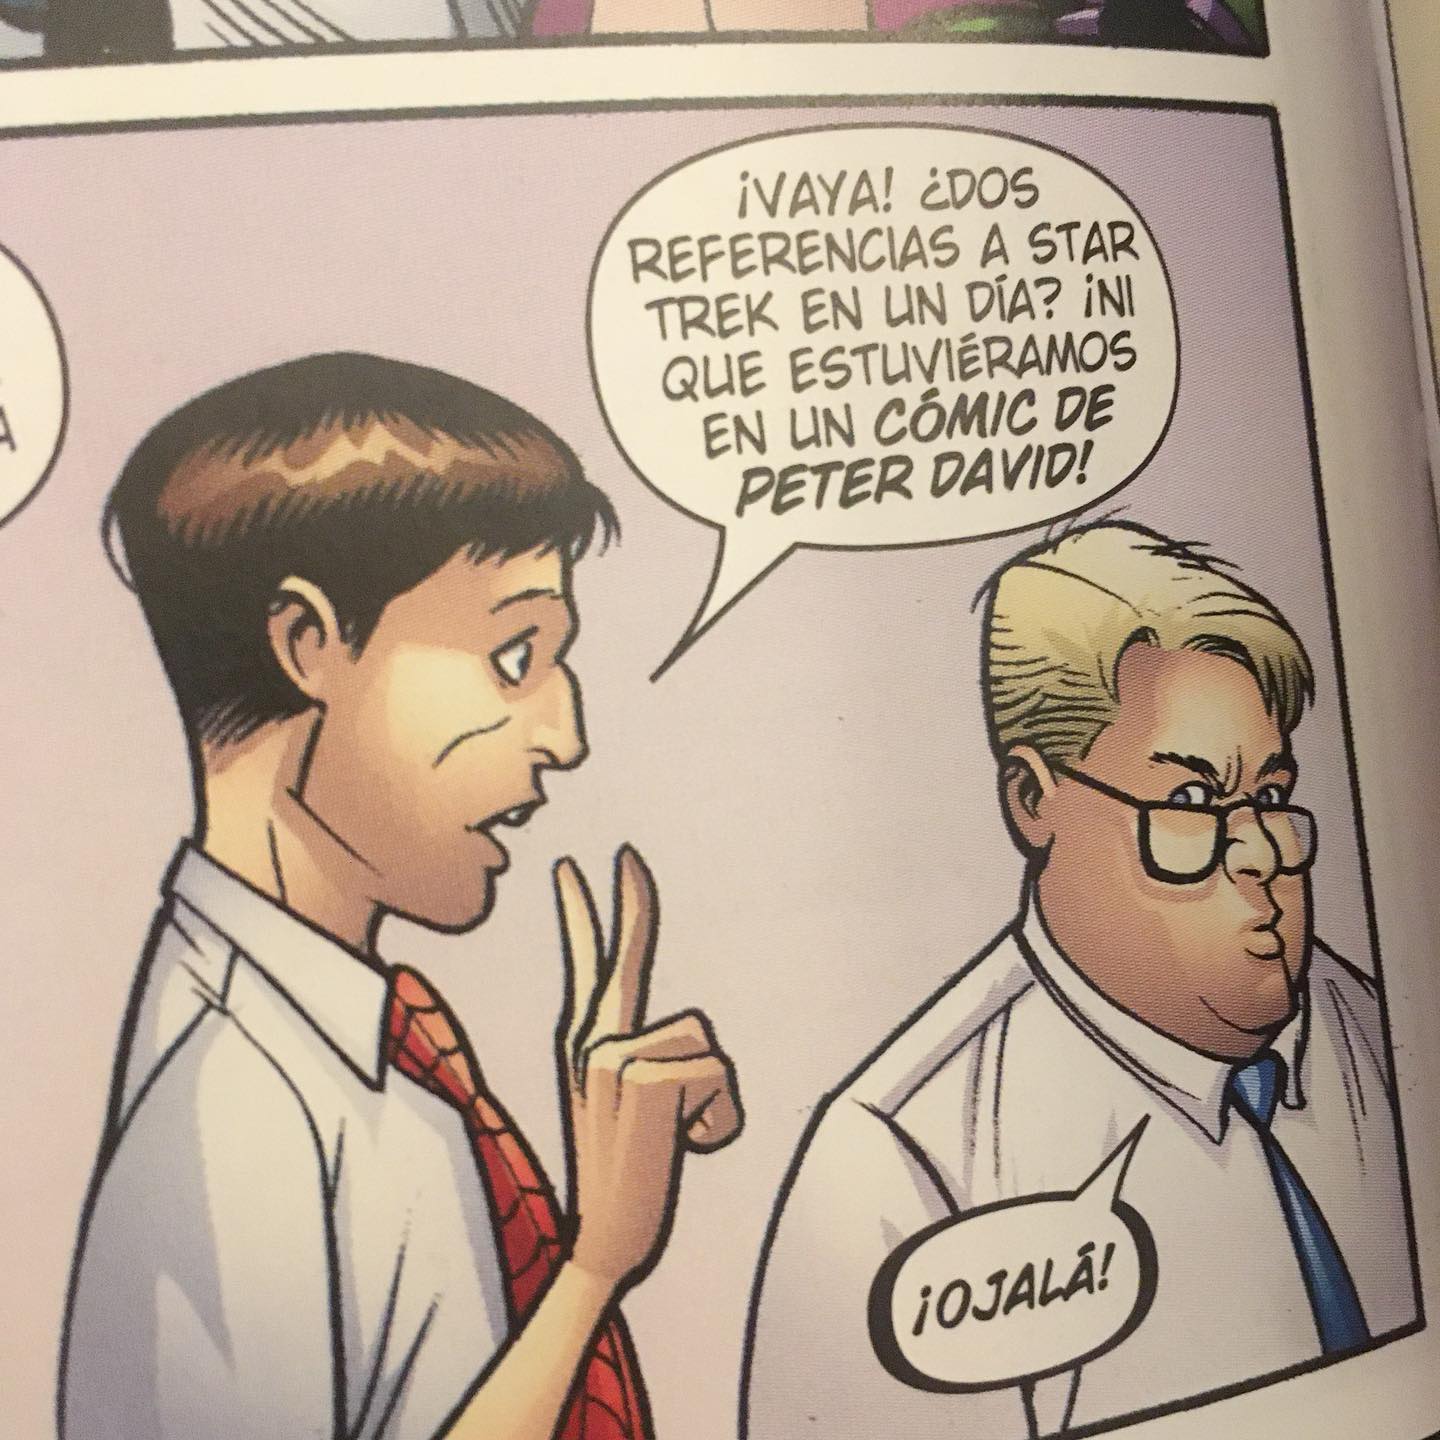 ¡VAYA! ¿DOS
REFERENCIAS A STAR
TREK EN UN DÍA? ¡NI
QUE ESTUVIÉRAMOS
EN UN CÓMIC DE
PETER DAVID!
¡OJALÁ!